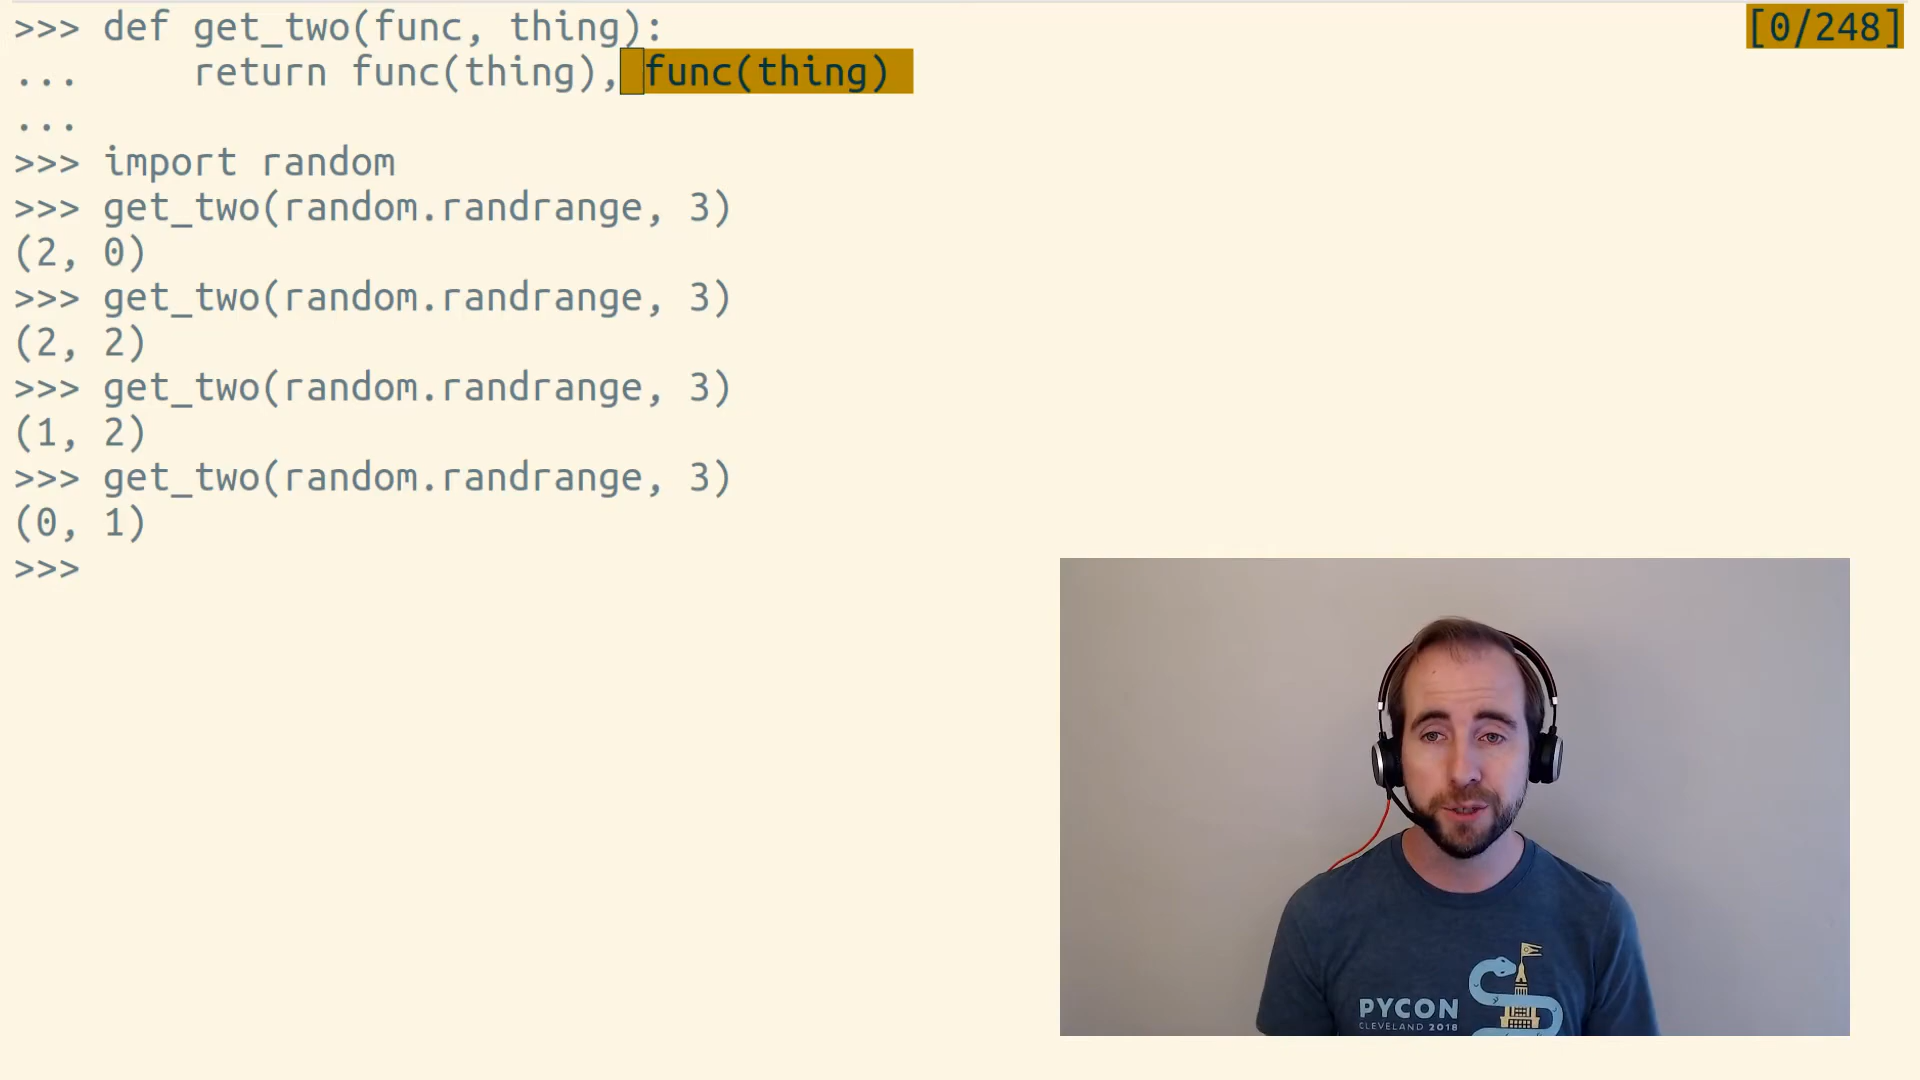 >>> def get_two(func, thing): [0/248]
...     return func(thing), func(thing)
...
>>> import random
>>> get_two(random.randrange, 3)
(2, 0)
>>> get_two(random.randrange, 3)
(2, 2)
>>> get_two(random.randrange, 3)
(1, 2)
>>> get_two(random.randrange, 3)
(0, 1)
>>>
PYCON
CLEVELAND 2018